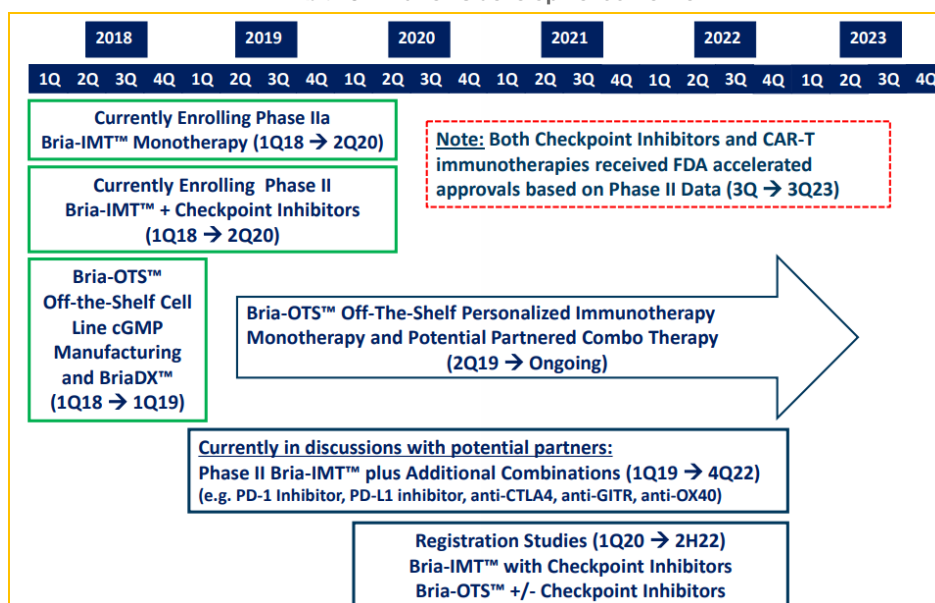 2018 2019 2020 2021 2022 2023
1Q 2Q 3Q 4Q 1Q 2Q 3Q 4Q 1Q 2Q 3Q 4Q 1Q 2Q 3Q 4Q 1Q 2Q 3Q 4Q 1Q 2Q 3Q 4Q
Currently Enrolling Phase IIa
Bria-IMT™ Monotherapy (1Q18 → 2Q20)
Note: Both Checkpoint Inhibitors and CAR-T
immunotherapies received FDA accelerated
approvals based on Phase II Data (3Q → 3Q23)
Currently Enrolling Phase II
Bria-IMT™ + Checkpoint Inhibitors
(1Q18 → 2Q20)
Bria-OTS™
Off-the-Shelf Cell
Line cGMP
Manufacturing
and BriaDX™
(1Q18 → 1Q19)
Bria-OTS™ Off-The-Shelf Personalized Immunotherapy
Monotherapy and Potential Partnered Combo Therapy
(2Q19 → Ongoing)
Currently in discussions with potential partners:
Phase II Bria-IMT™ plus Additional Combinations (1Q19 → 4Q22)
(e.g. PD-1 Inhibitor, PD-L1 inhibitor, anti-CTLA4, anti-GITR, anti-OX40)
Registration Studies (1Q20 → 2H22)
Bria-IMT™ with Checkpoint Inhibitors
Bria-OTS™ +/- Checkpoint Inhibitors